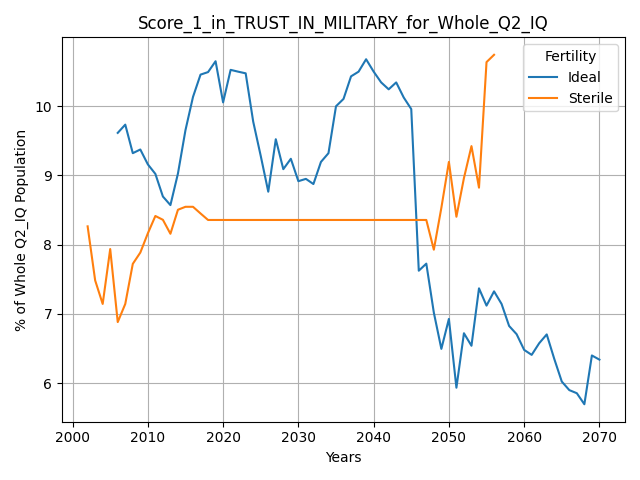 Score_1_in_TRUST_IN_MILITARY_for_Whole_Q2_IQ
Fertility
Ideal
Sterile
% of Whole Q2_IQ Population
10
9
8
7
6
2000 2010 2020 2030 2040 2050 2060 2070
Years